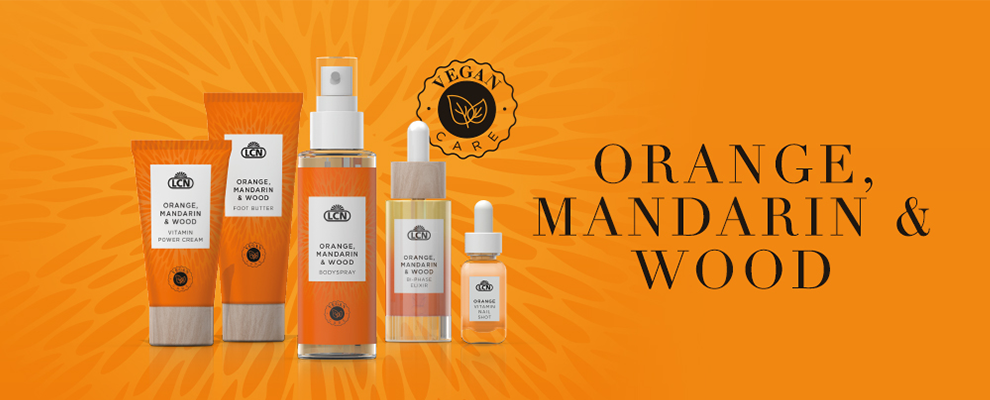 VEGAN
CARE
ORANGE,
MANDARIN &
WOOD
LCN
ORANGE,
MANDARIN
& WOOD
VITAMIN
POWER CREAM
LCN
ORANGE,
MANDARIN
& WOOD
FOOT BUTTER
VEGAN
LCN
ORANGE,
MANDARIN
& WOOD
BODYSPRAY
LCN
ORANGE,
MANDARIN
& WOOD
BI-PHASE
ELIXIR
LCN
ORANGE
VITAMIN
NAIL
SHOT